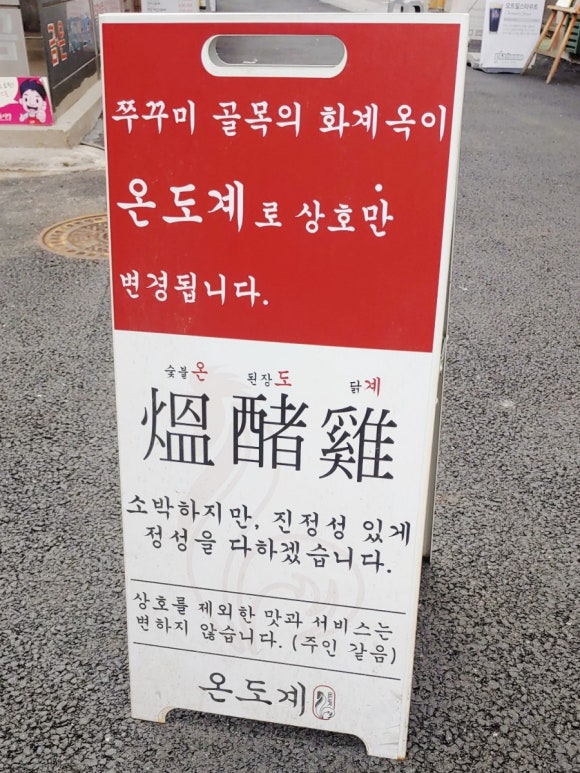 쭈꾸미 골목의 화계옥이
온도계로 상호만
변경됩니다.
숯불온 된장도 닭계
熅䣷雞
소박하지만, 진정성 있게
정성을 다하겠습니다.
상호를 제외한 맛과 서비스는
변하지 않습니다. (주인 같음)
온도계